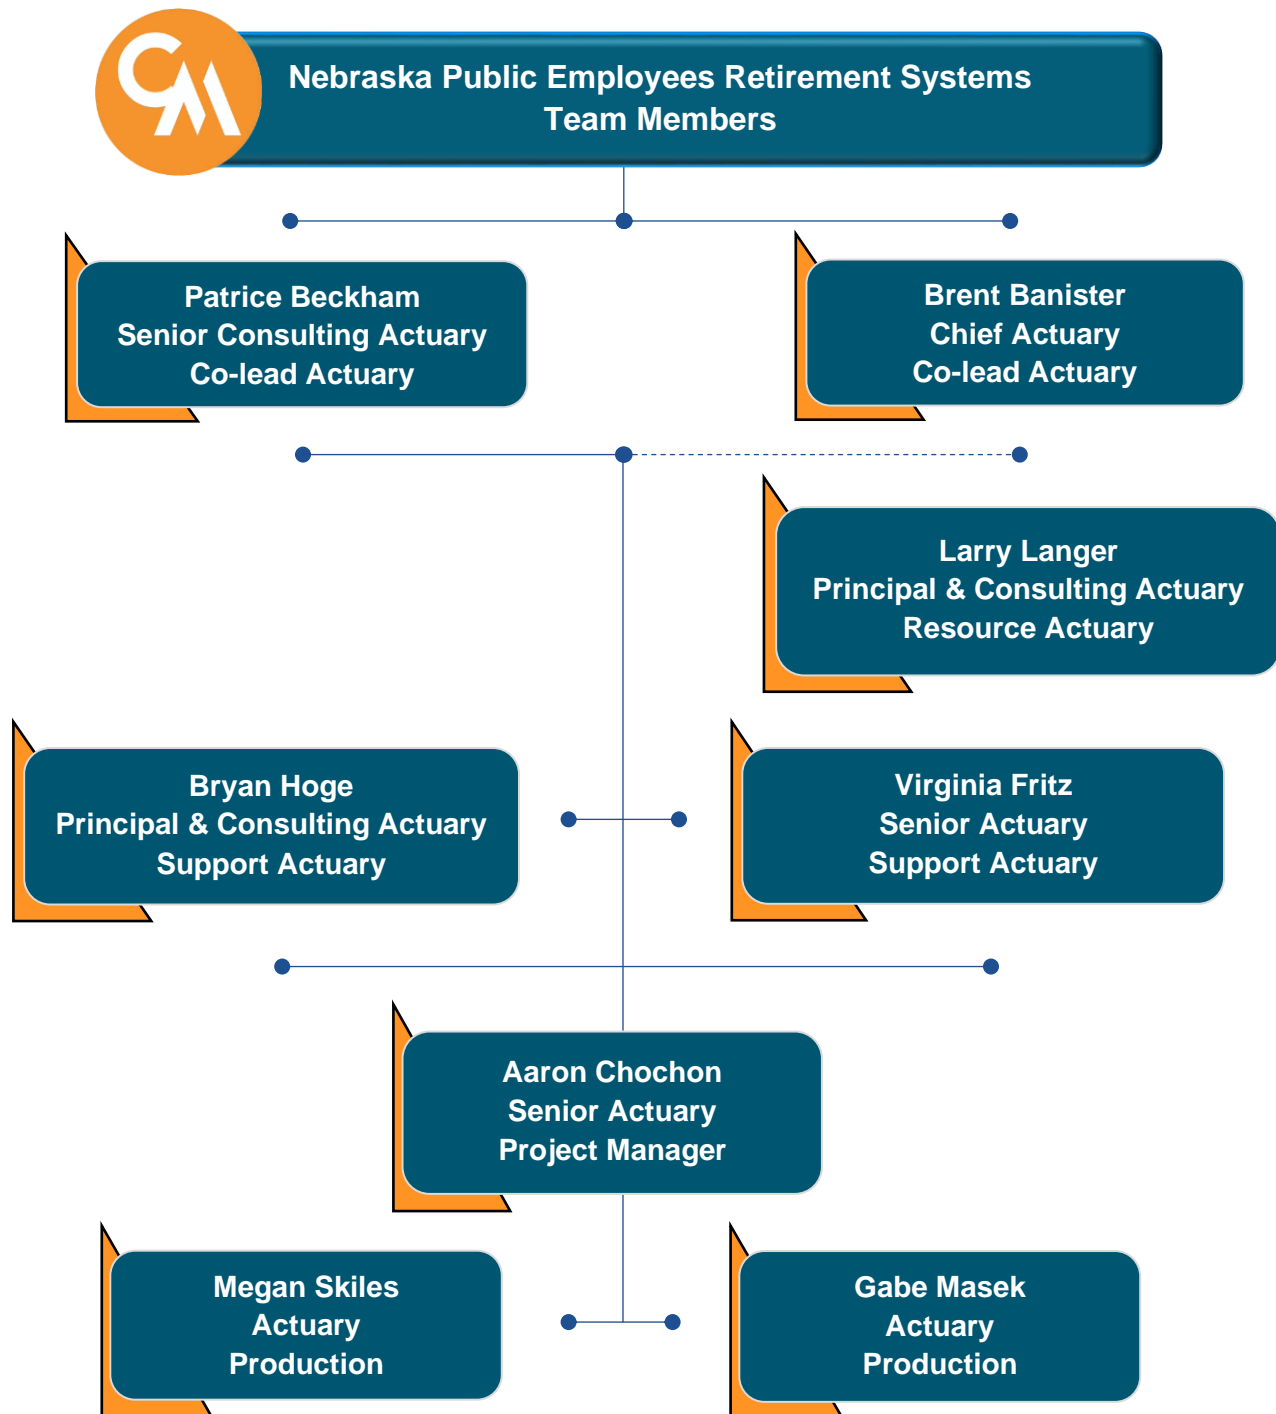 CM
Nebraska Public Employees Retirement Systems
Team Members
Patrice Beckham
Senior Consulting Actuary
Co-lead Actuary
Brent Banister
Chief Actuary
Co-lead Actuary
Larry Langer
Principal & Consulting Actuary
Resource Actuary
Bryan Hoge
Principal & Consulting Actuary
Support Actuary
Virginia Fritz
Senior Actuary
Support Actuary
Aaron Chochon
Senior Actuary
Project Manager
Megan Skiles
Actuary
Production
Gabe Masek
Actuary
Production